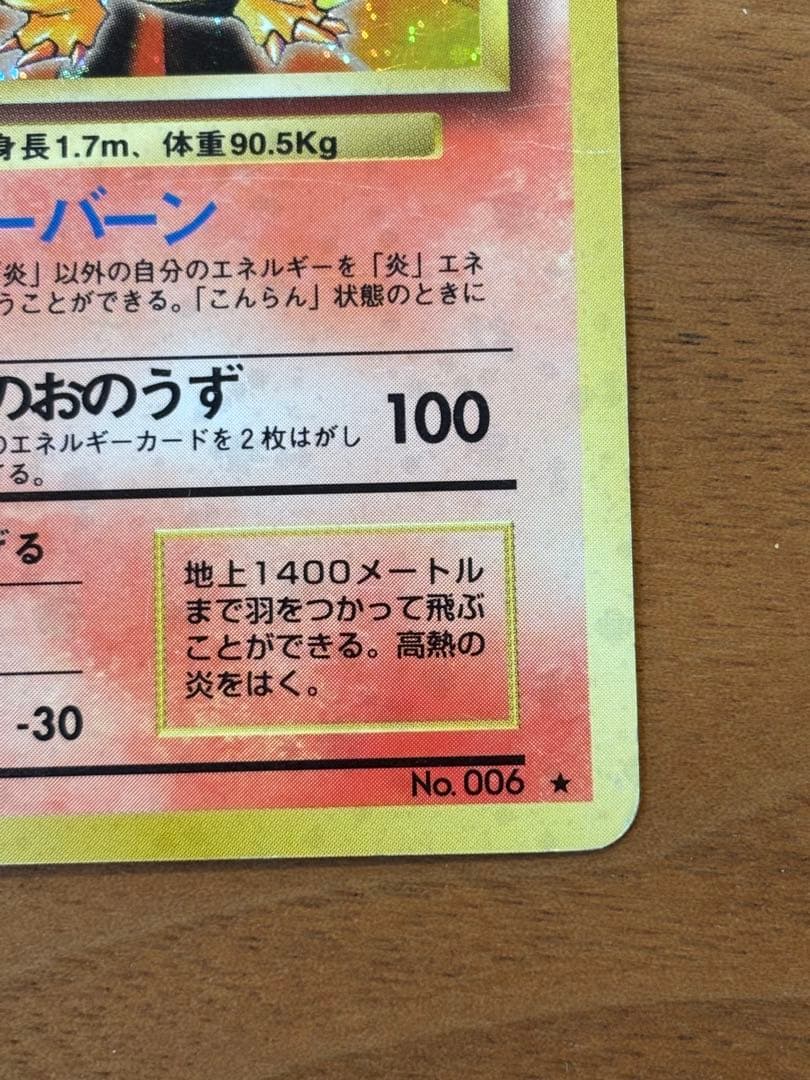 身長1.7m、体重90.5Kg
ーバーン
「炎」以外の自分のエネルギーを「炎」エネ
うことができる。「こんらん」状態のときに
のおのうず
100
のエネルギーカードを2枚はがし
てる。
げる
地上1400メートル
まで羽をつかって飛ぶ
ことができる。高熱の
炎をはく。
-30
No. 006 ★